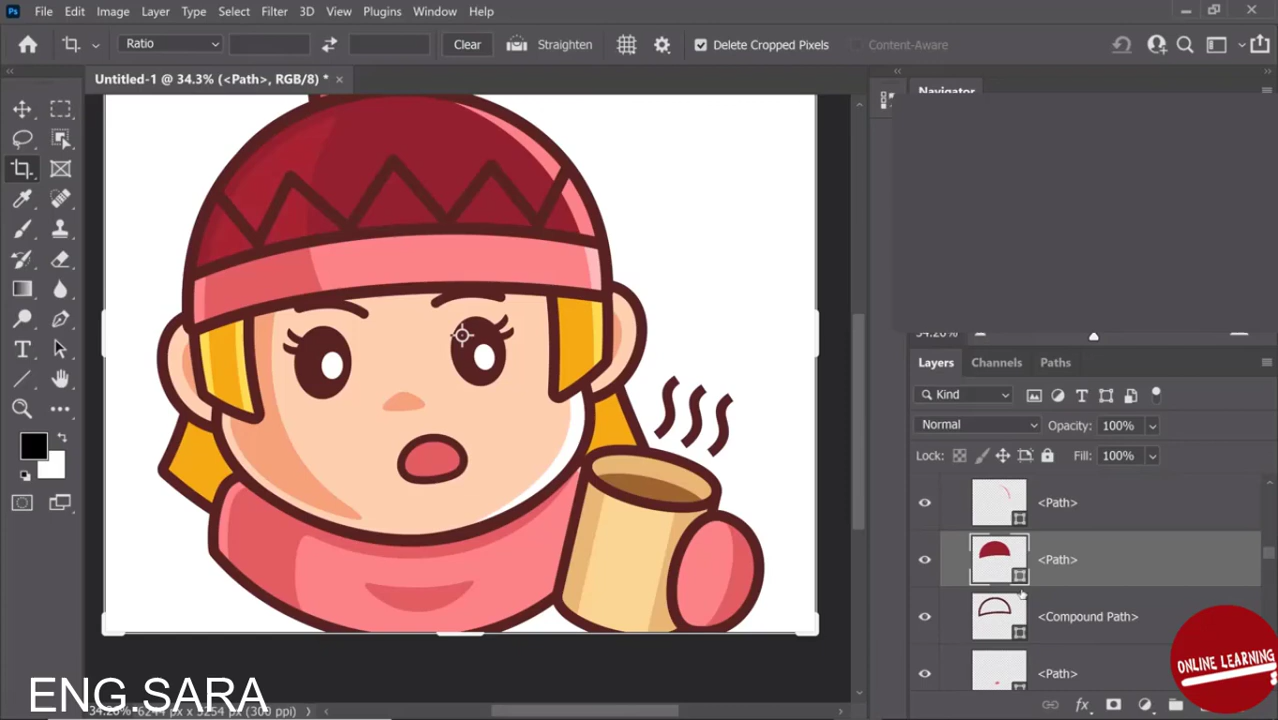 Ps File Edit Image Layer Type Select Filter 3D View Plugins Window Help
Ratio Clear Straighten Delete Cropped Pixels Content-Aware
Untitled-1 @ 34.3% (<Path>, RGB/8) *
Navigator
Layers Channels Paths
Kind
Normal Opacity: 100%
Lock: Fill: 100%
<Path>
<Path>
<Compound Path>
<Path>
fx
ONLINE LEARNING
ENG.SARA